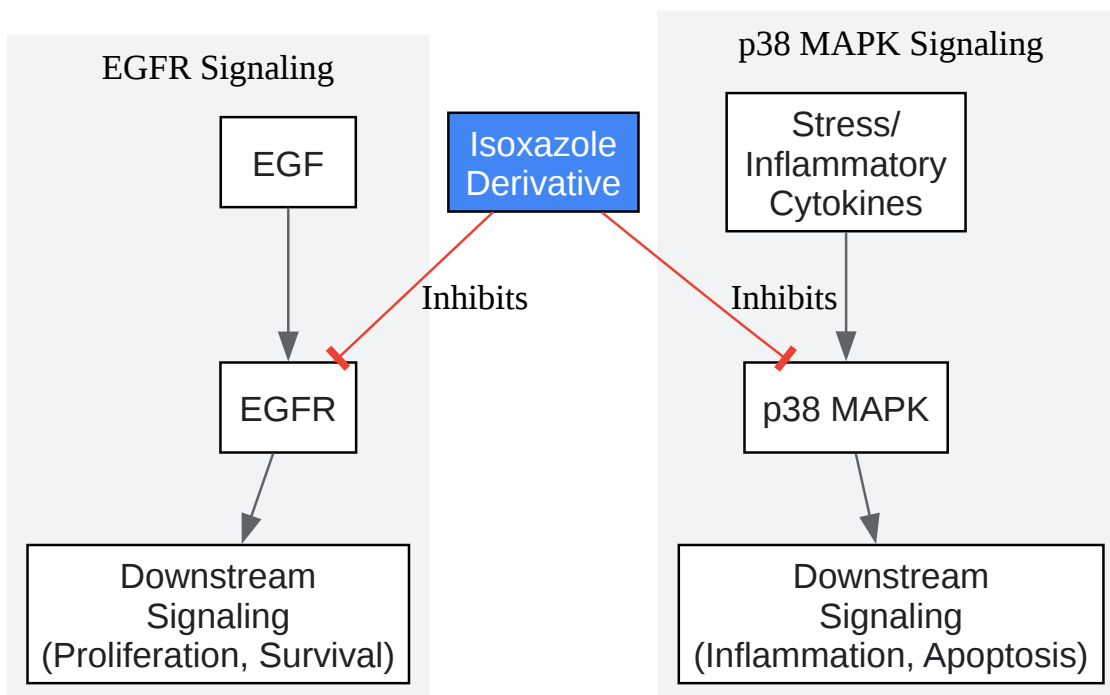 EGFR Signaling
EGF
Inhibits
EGFR
Downstream
Signaling
(Proliferation, Survival)
Isoxazole
Derivative
p38 MAPK Signaling
Stress/
Inflammatory
Cytokines
Inhibits
p38 MAPK
Downstream
Signaling
(Inflammation, Apoptosis)